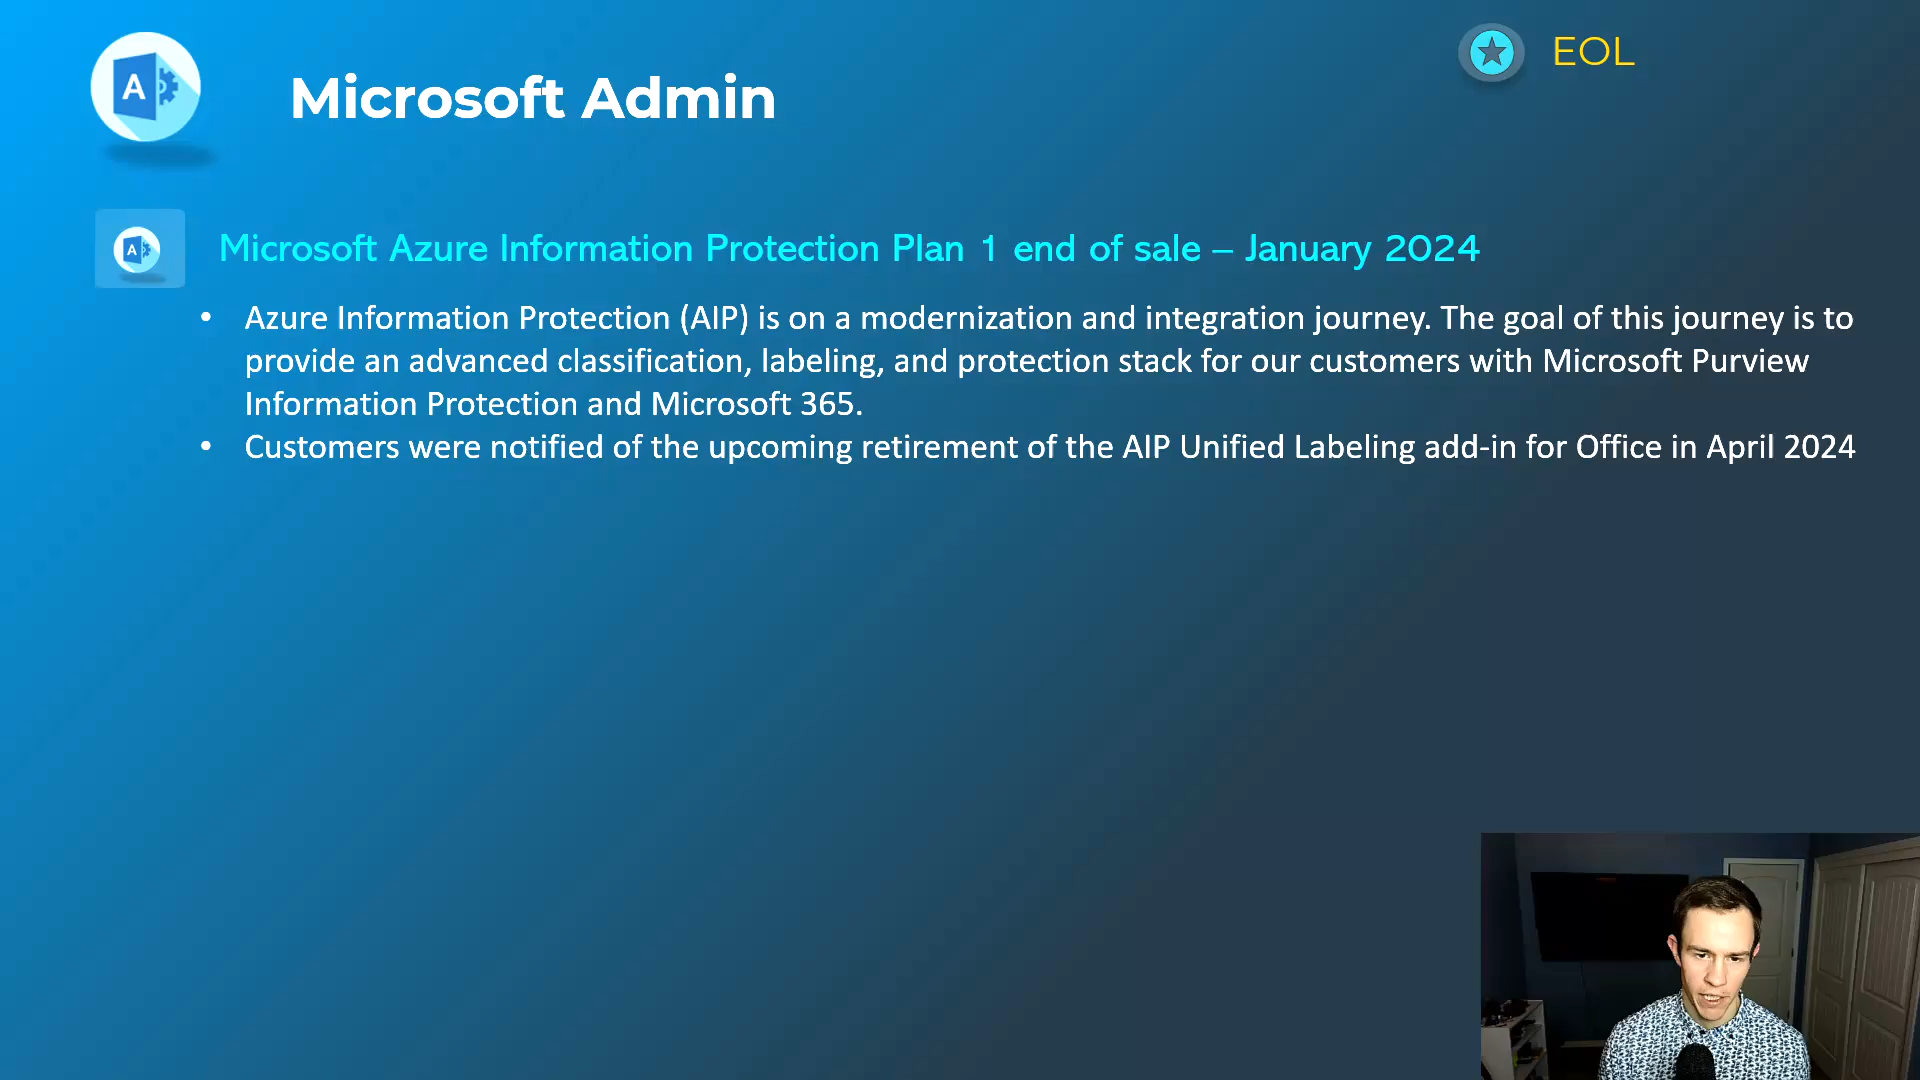 EOL
A
Microsoft Admin
A
Microsoft Azure Information Protection Plan 1 end of sale – January 2024
• Azure Information Protection (AIP) is on a modernization and integration journey. The goal of this journey is to
provide an advanced classification, labeling, and protection stack for our customers with Microsoft Purview
Information Protection and Microsoft 365.
• Customers were notified of the upcoming retirement of the AIP Unified Labeling add-in for Office in April 2024